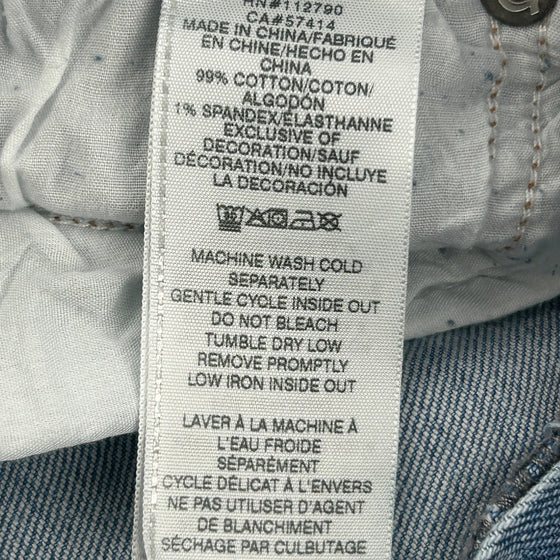 RN#112790
CA#57414
MADE IN CHINA/FABRIQUÉ
EN CHINE/HECHO EN
CHINA
99% COTTON/COTON/
ALGODÓN
1% SPANDEX/ÉLASTHANNE
EXCLUSIVE OF
DECORATION/SAUF
DÉCORATION/NO INCLUYE
LA DECORACIÓN
MACHINE WASH COLD
SEPARATELY
GENTLE CYCLE INSIDE OUT
DO NOT BLEACH
TUMBLE DRY LOW
REMOVE PROMPTLY
LOW IRON INSIDE OUT
LAVER À LA MACHINE À
L'EAU FROIDE
SÉPARÉMENT
CYCLE DÉLICAT À L'ENVERS
NE PAS UTILISER D'AGENT
DE BLANCHIMENT
SÉCHAGE PAR CULBUTAGE